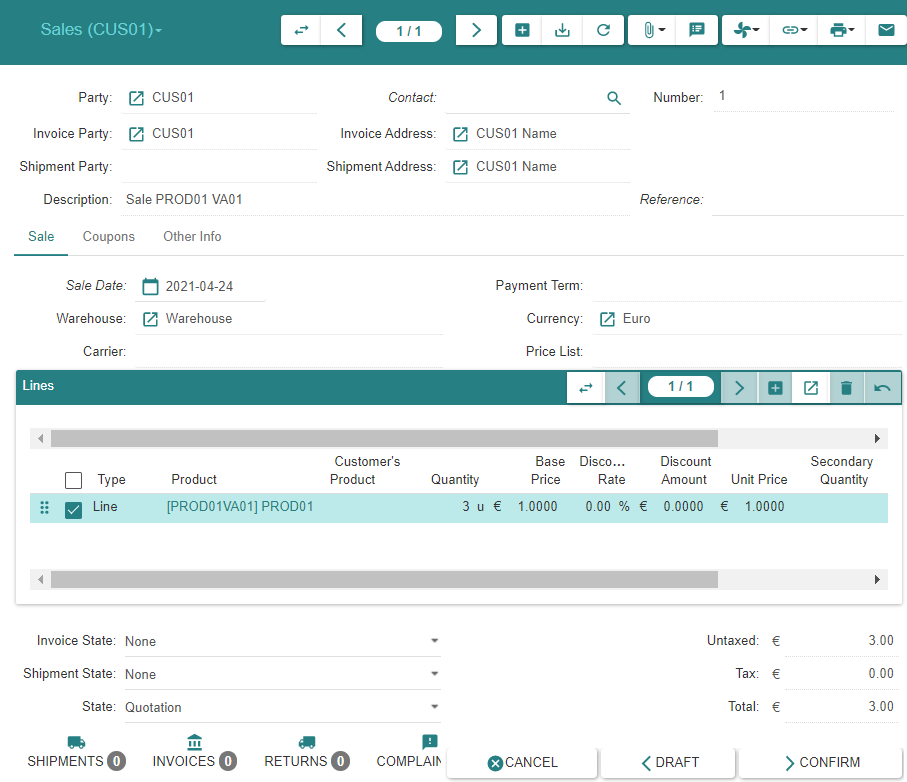 Sales (CUS01)
1 / 1
Party: CUS01 Contact: Number: 1
Invoice Party: CUS01 Invoice Address: CUS01 Name
Shipment Party: Shipment Address: CUS01 Name
Description: Sale PROD01 VA01 Reference:
Sale Coupons Other Info
Sale Date: 2021-04-24 Payment Term:
Warehouse: Warehouse Currency: Euro
Carrier: Price List:
Lines 1 / 1
Type Product Customer's Product Quantity Base Price Disco... Rate Discount Amount Unit Price Secondary Quantity
Line [PROD01VA01] PROD01 3 u € 1.0000 0.00 % € 0.0000 € 1.0000
Invoice State: None Untaxed: € 3.00
Shipment State: None Tax: € 0.00
State: Quotation Total: € 3.00
SHIPMENTS 0 INVOICES 0 RETURNS 0 COMPLAIN CANCEL DRAFT CONFIRM